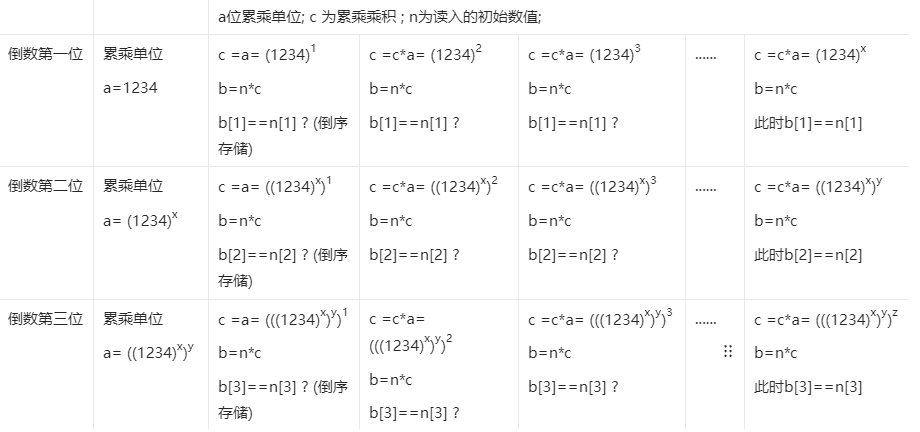 a位累乘单位; c 为累乘乘积 ; n为读入的初始数值;
倒数第一位 累乘单位 c =a= (1234)^1 c =c*a= (1234)^2 c =c*a= (1234)^3 ...... c =c*a= (1234)^x
a=1234 b=n*c b=n*c b=n*c b=n*c
b[1]==n[1] ? (倒序 b[1]==n[1] ? b[1]==n[1] ? 此时b[1]==n[1]
存储)
倒数第二位 累乘单位 c =a= ((1234)^x)^1 c =c*a= ((1234)^x)^2 c =c*a= ((1234)^x)^3 ...... c =c*a= ((1234)^x)^y
a= (1234)^x b=n*c b=n*c b=n*c b=n*c
b[2]==n[2] ? (倒序 b[2]==n[2] ? b[2]==n[2] ? 此时b[2]==n[2]
存储)
倒数第三位 累乘单位 c =a= (((1234)^x)^y)^1 c =c*a= c =c*a= (((1234)^x)^y)^3 ...... c =c*a= (((1234)^x)^y)^z
a= ((1234)^x)^y b=n*c (((1234)^x)^y)^2 b=n*c b=n*c
b[3]==n[3] ? (倒序 b=n*c b[3]==n[3] ? 此时b[3]==n[3]
存储) b[3]==n[3] ?